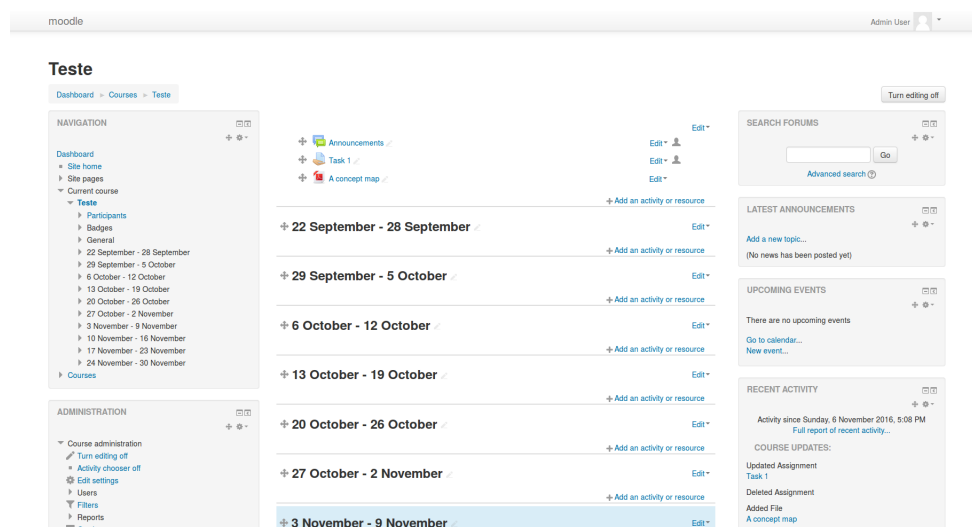 moodle
Admin User
Teste
Dashboard Courses Teste
Turn editing off
NAVIGATION
Dashboard
Site home
Site pages
Current course
Teste
Participants
Badges
General
22 September - 28 September
29 September - 5 October
6 October - 12 October
13 October - 19 October
20 October - 26 October
27 October - 2 November
3 November - 9 November
10 November - 16 November
17 November - 23 November
24 November - 30 November
Courses
ADMINISTRATION
Course administration
Turn editing off
Activity chooser off
Edit settings
Users
Filters
Reports
Edit
Announcements Edit
Task 1 Edit
A concept map Edit
Add an activity or resource
22 September - 28 September Edit
Add an activity or resource
29 September - 5 October Edit
Add an activity or resource
6 October - 12 October Edit
Add an activity or resource
13 October - 19 October Edit
Add an activity or resource
20 October - 26 October Edit
Add an activity or resource
27 October - 2 November Edit
Add an activity or resource
3 November - 9 November Edit
SEARCH FORUMS
Go
Advanced search
LATEST ANNOUNCEMENTS
Add a new topic...
(No news has been posted yet)
UPCOMING EVENTS
There are no upcoming events
Go to calendar...
New event...
RECENT ACTIVITY
Activity since Sunday, 6 November 2016, 5:08 PM
Full report of recent activity...
COURSE UPDATES:
Updated Assignment
Task 1
Deleted Assignment
Added File
A concept map